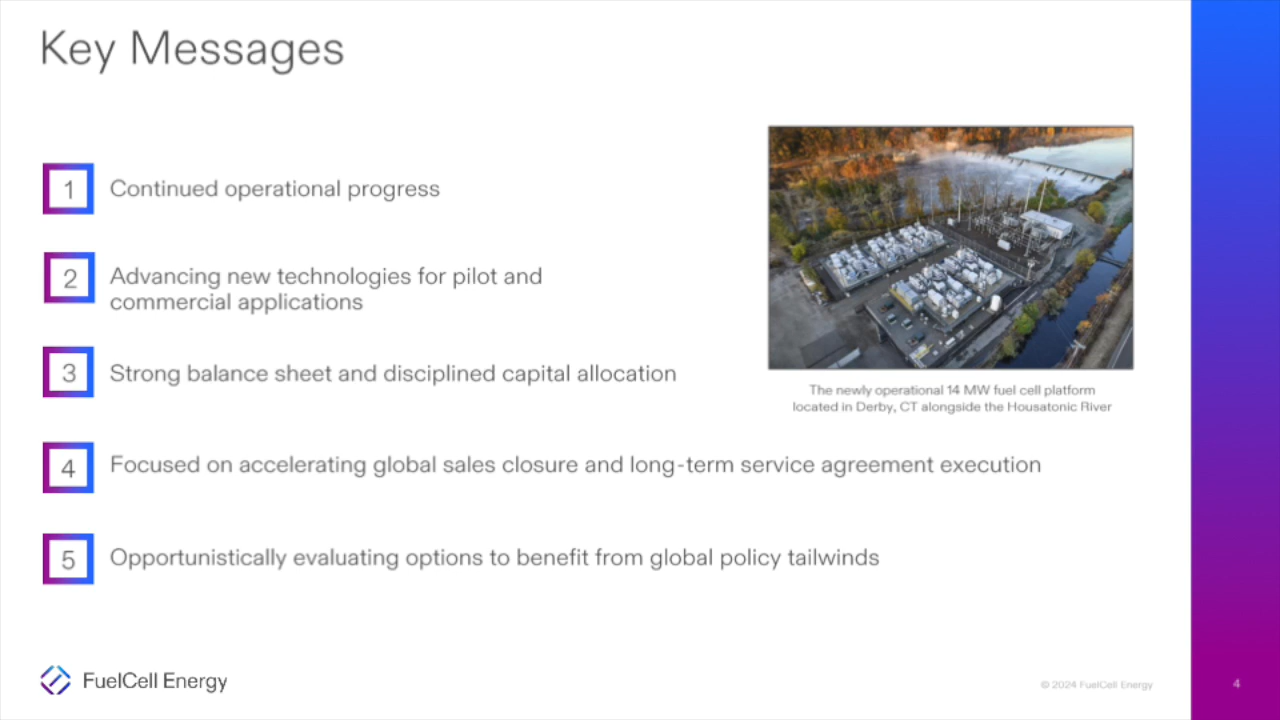 Key Messages
1
Continued operational progress
2
Advancing new technologies for pilot and
commercial applications
3
Strong balance sheet and disciplined capital allocation
The newly operational 14 MW fuel cell platform
located in Derby, CT alongside the Housatonic River
4
Focused on accelerating global sales closure and long-term service agreement execution
5
Opportunistically evaluating options to benefit from global policy tailwinds
FuelCell Energy
© 2024 FuelCell Energy
4